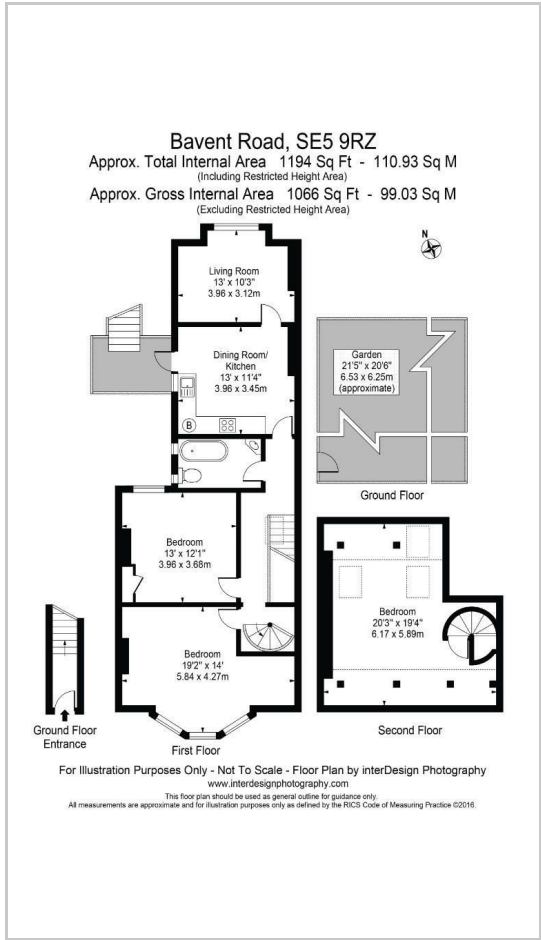 Bavent Road, SE5 9RZ
Approx. Total Internal Area 1194 Sq Ft - 110.93 Sq M
(Including Restricted Height Area)
Approx. Gross Internal Area 1066 Sq Ft - 99.03 Sq M
(Excluding Restricted Height Area)
N
Living Room
13' x 10'3"
3.96 x 3.12m
Dining Room/
Kitchen
13' x 11'4"
3.96 x 3.45m
B
Garden
21'5" x 20'6"
6.53 x 6.25m
(approximate)
Ground Floor
Bedroom
13' x 12'1"
3.96 x 3.68m
Bedroom
19'2" x 14'
5.84 x 4.27m
Bedroom
20'3" x 19'4"
6.17 x 5.89m
Ground Floor
Entrance
First Floor
Second Floor
For Illustration Purposes Only - Not To Scale - Floor Plan by interDesign Photography
www.interdesignphotography.com
This floor plan should be used as general outline for guidance only.
All measurements are approximate and for illustration purposes only as defined by the RICS Code of Measuring Practice ©2016.